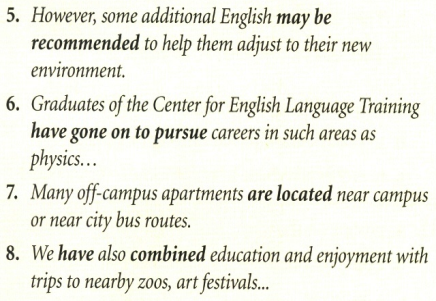 5. However, some additional English may be
recommended to help them adjust to their new
environment.
6. Graduates of the Center for English Language Training
have gone on to pursue careers in such areas as
physics…
7. Many off-campus apartments are located near campus
or near city bus routes.
8. We have also combined education and enjoyment with
trips to nearby zoos, art festivals...